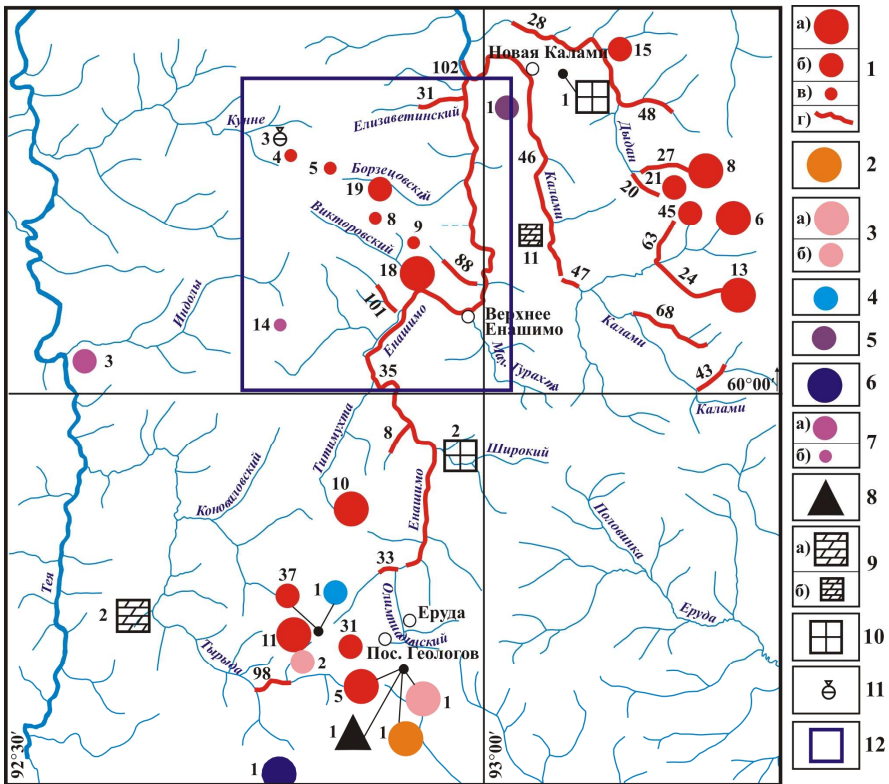 28
Новая Калами
15
102
31
1
1
Кунне
Елизаветинский
3
4
5
48
Дыдан
27
8
46
21
20
Борзецовский
19
Калами
8
45
6
Викторовский
9
63
11
18
88
47
24
13
101
Индолы
14
Енашимо
Верхнее
Енашимо
68
Калами
3
35
Мал. Гурахта
43
60°00′
Калами
8
2
Широкий
Титимухта
Коноваловский
10
Енашимо
Половинка
Тея
33
37
1
Еруда
Олимпиадинский
Еруда
2
11
31
Пос. Геологов
Тырыда
2
98
5
1
1
1
92°30′
1
93°00′
а)
б)
в)
г)
1
2
а)
б)
3
4
5
6
а)
б)
7
8
а)
б)
9
10
11
12